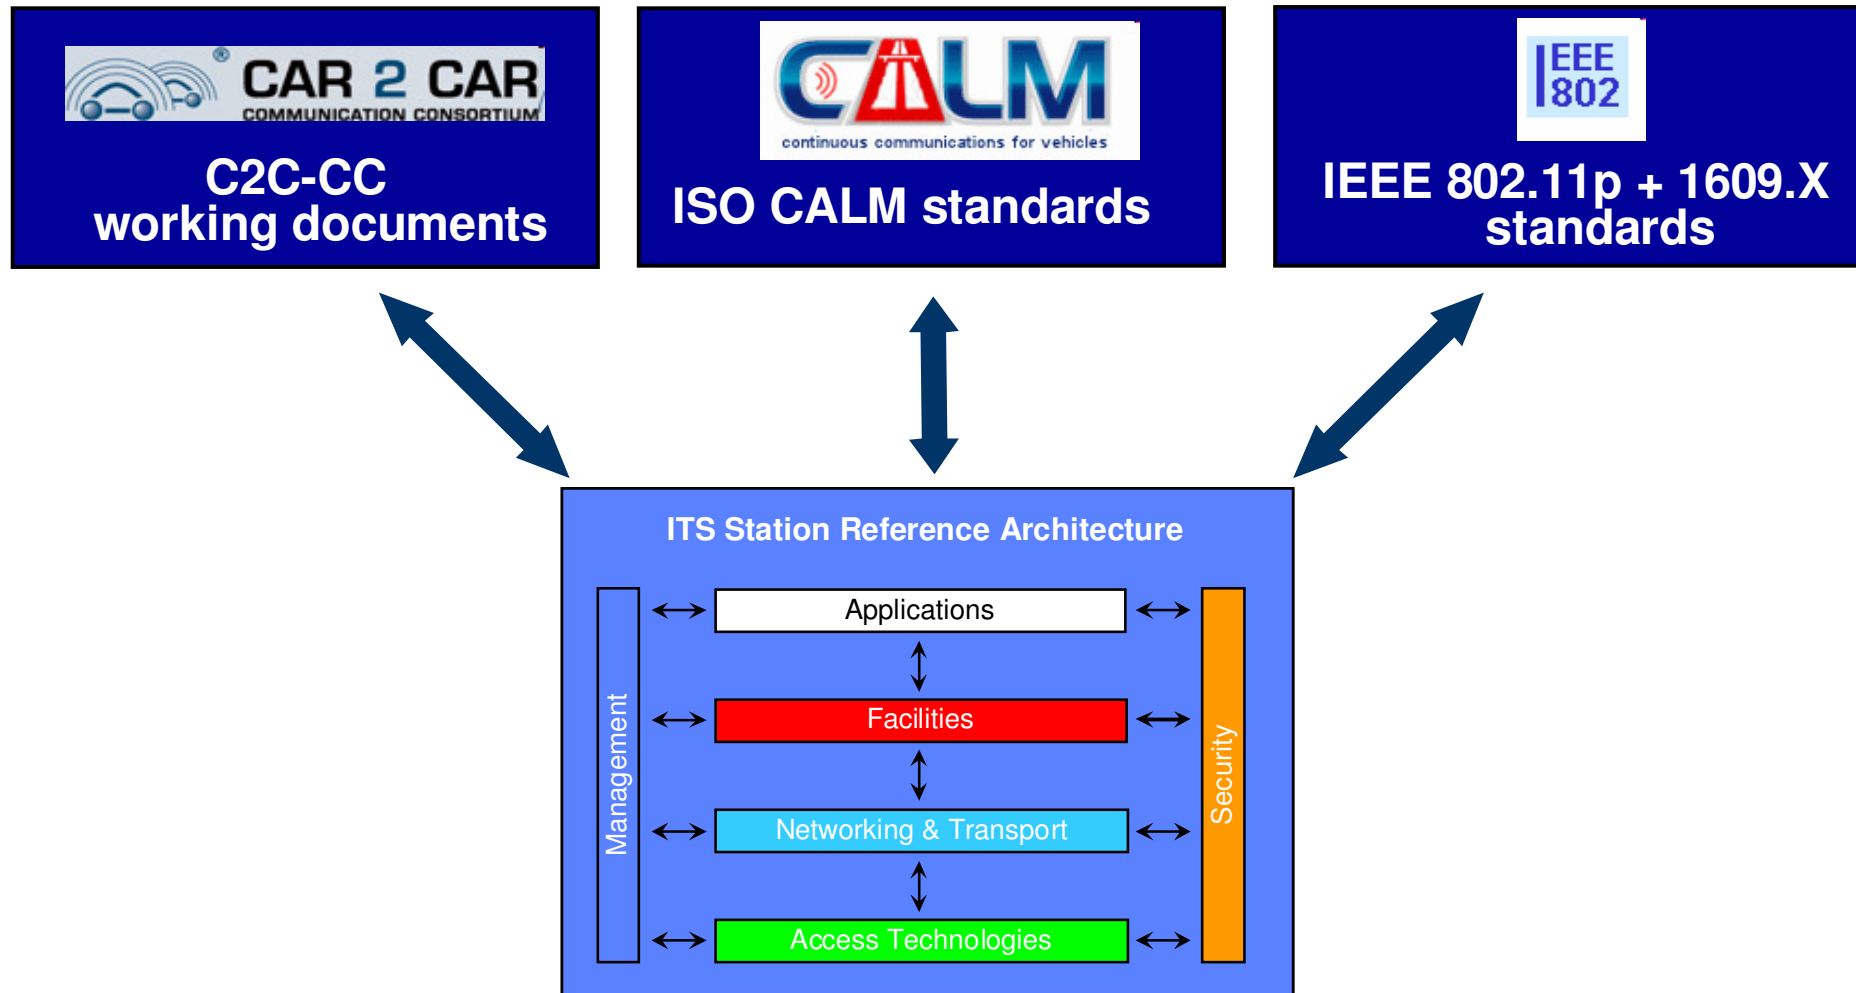 CAR 2 CAR
COMMUNICATION CONSORTIUM
C2C-CC
working documents
CALM
continuous communications for vehicles
ISO CALM standards
IEEE
802
IEEE 802.11p + 1609.X
standards
ITS Station Reference Architecture
Management
Applications
Facilities
Networking & Transport
Access Technologies
Security